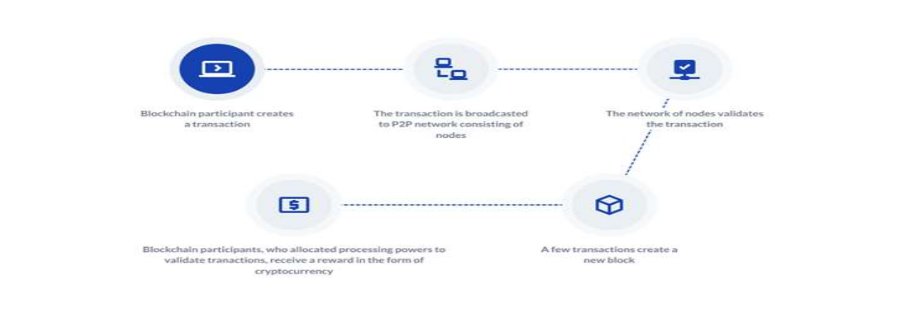 Blockchain participant creates
a transaction
The transaction is broadcasted
to P2P network consisting of
nodes
The network of nodes validates
the transaction
Blockchain participants, who allocated processing powers to
validate tranactions, receive a reward in the form of
cryptocurrency
A few transactions create a
new block